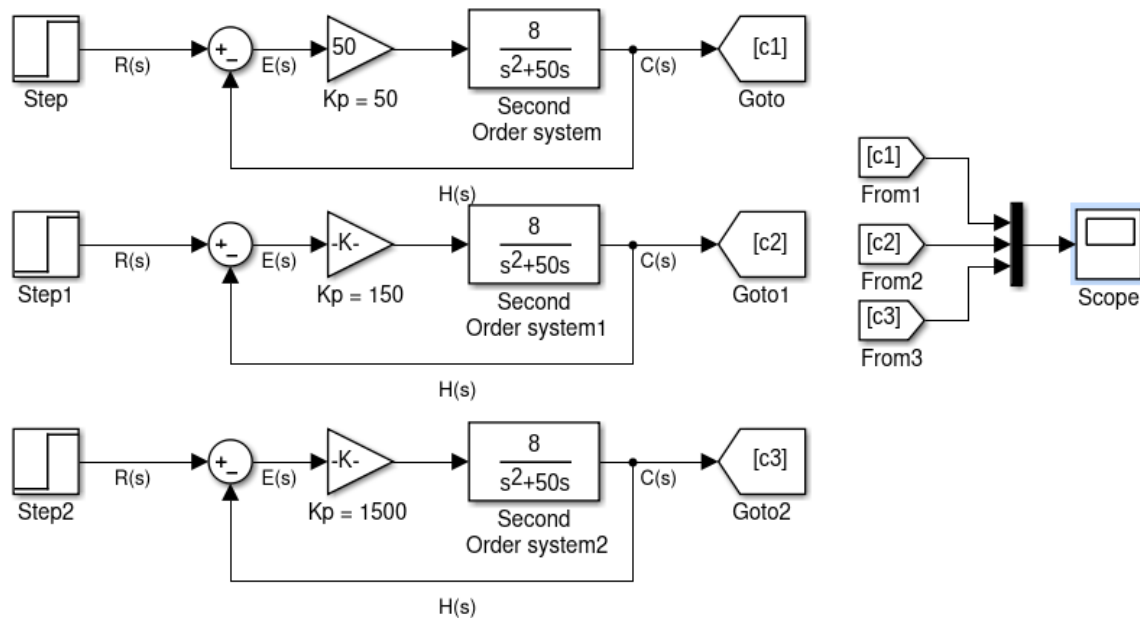 +
_
50
8
s²+50s
[c1]
R(s)
E(s)
C(s)
Step
Kp = 50
Second
Order system
Goto
H(s)
[c1]
From1
+
_
-K-
8
s²+50s
[c2]
R(s)
E(s)
C(s)
Step1
Kp = 150
Second
Order system1
Goto1
H(s)
[c2]
From2
[c3]
From3
Scope
+
_
-K-
8
s²+50s
[c3]
R(s)
E(s)
C(s)
Step2
Kp = 1500
Second
Order system2
Goto2
H(s)